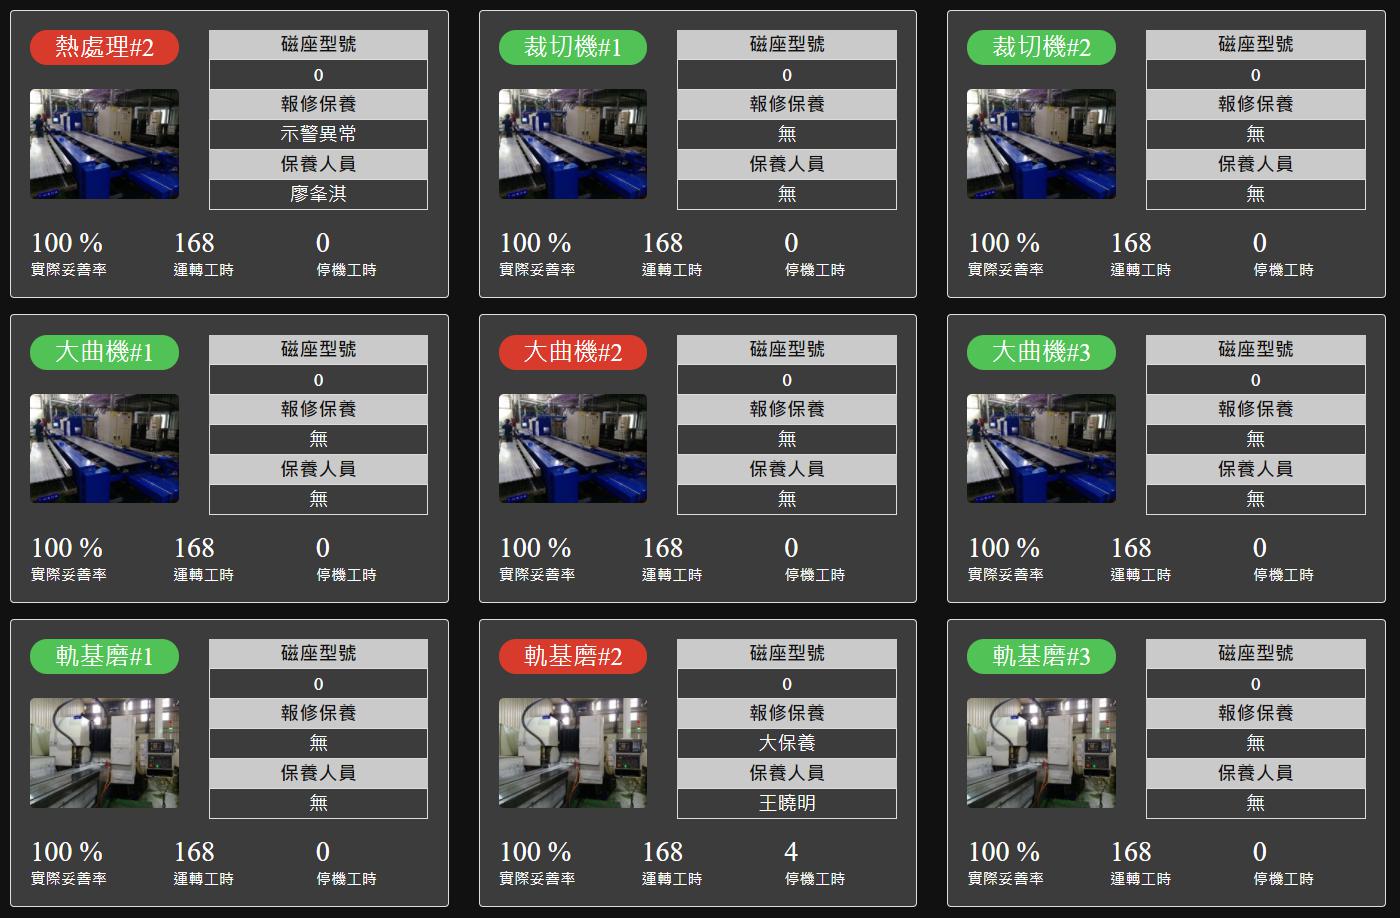 熱處理#2
磁座型號
0
報修保養
示警異常
保養人員
廖夆淇
100 %
實際妥善率
168
運轉工時
0
停機工時
裁切機#1
磁座型號
0
報修保養
無
保養人員
無
100 %
實際妥善率
168
運轉工時
0
停機工時
裁切機#2
磁座型號
0
報修保養
無
保養人員
無
100 %
實際妥善率
168
運轉工時
0
停機工時
大曲機#1
磁座型號
0
報修保養
無
保養人員
無
100 %
實際妥善率
168
運轉工時
0
停機工時
大曲機#2
磁座型號
0
報修保養
無
保養人員
無
100 %
實際妥善率
168
運轉工時
0
停機工時
大曲機#3
磁座型號
0
報修保養
無
保養人員
無
100 %
實際妥善率
168
運轉工時
0
停機工時
軌基磨#1
磁座型號
0
報修保養
無
保養人員
無
100 %
實際妥善率
168
運轉工時
0
停機工時
軌基磨#2
磁座型號
0
報修保養
大保養
保養人員
王曉明
100 %
實際妥善率
168
運轉工時
4
停機工時
軌基磨#3
磁座型號
0
報修保養
無
保養人員
無
100 %
實際妥善率
168
運轉工時
0
停機工時